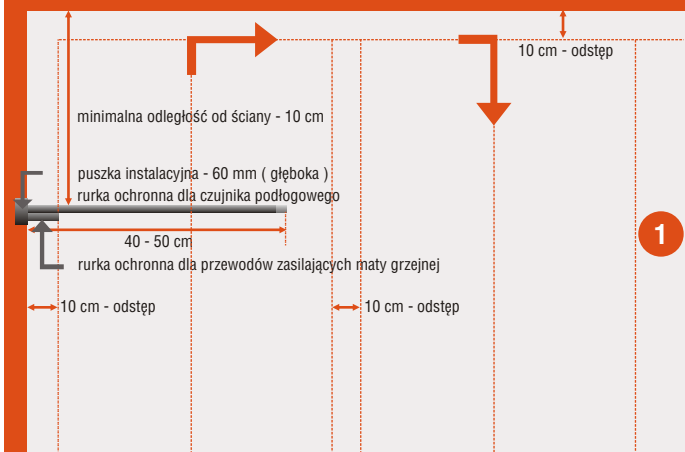 10 cm - odstęp
minimalna odległość od ściany - 10 cm
puszka instalacyjna - 60 mm ( głęboka )
rurka ochronna dla czujnika podłogowego
1
40 - 50 cm
rurka ochronna dla przewodów zasilających maty grzejnej
10 cm - odstęp
10 cm - odstęp